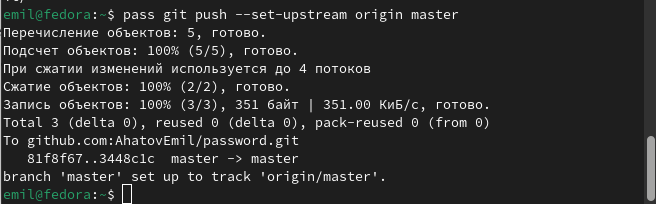 emil@fedora:~$ pass git push --set-upstream origin master
Перечисление объектов: 5, готово.
Подсчет объектов: 100% (5/5), готово.
При сжатии изменений используется до 4 потоков
Сжатие объектов: 100% (2/2), готово.
Запись объектов: 100% (3/3), 351 байт | 351.00 КиБ/с, готово.
Total 3 (delta 0), reused 0 (delta 0), pack-reused 0 (from 0)
To github.com:AhatovEmil/password.git
   81f8f67..3448c1c  master -> master
branch 'master' set up to track 'origin/master'.
emil@fedora:~$